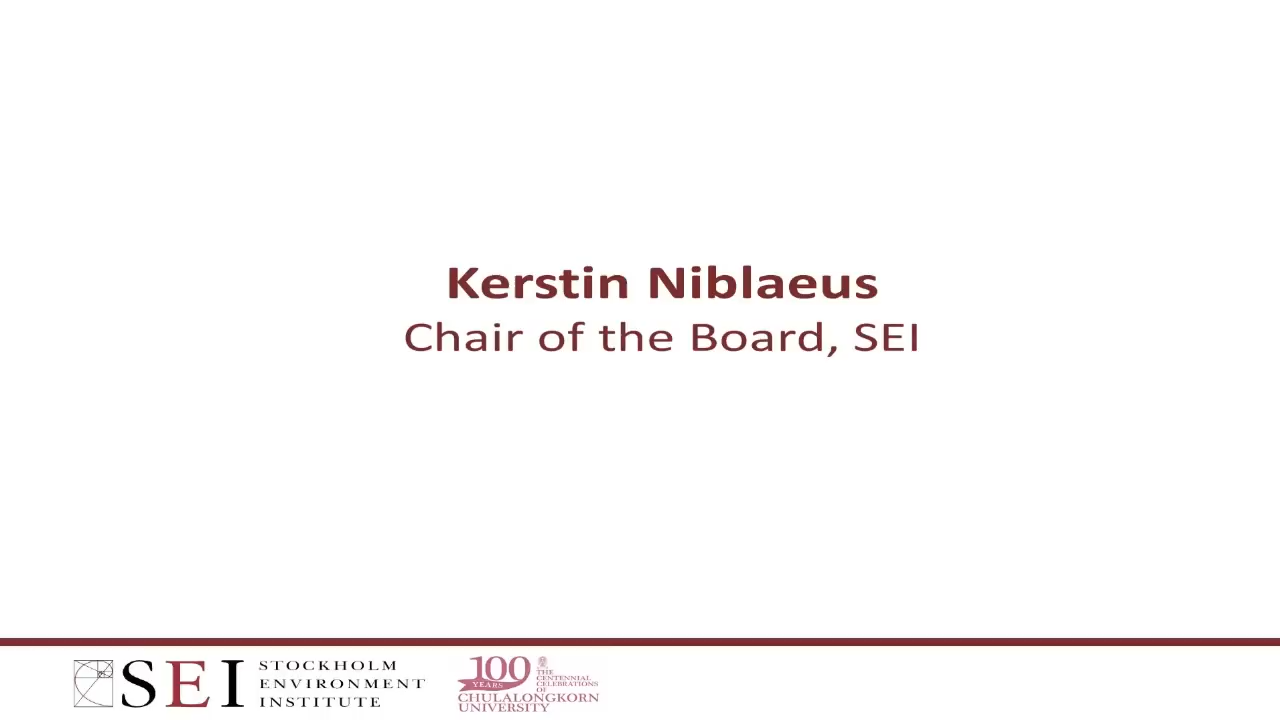 Kerstin Niblaeus
Chair of the Board, SEI
SEI
STOCKHOLM
ENVIRONMENT
INSTITUTE
100
YEARS
THE
CENTENNIAL
CELEBRATIONS
OF
CHULALONGKORN
UNIVERSITY